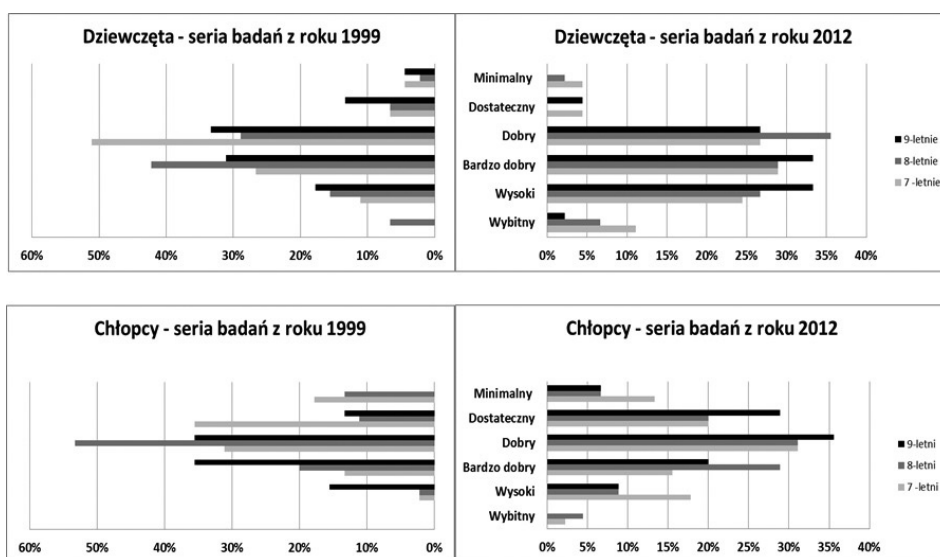 Dziewczęta - seria badań z roku 1999
60% 50% 40% 30% 20% 10% 0%
Dziewczęta - seria badań z roku 2012
Minimalny
Dostateczny
Dobry
Bardzo dobry
Wysoki
Wybitny
0% 5% 10% 15% 20% 25% 30% 35% 40%
9-letnie
8-letnie
7 -letnie
Chłopcy - seria badań z roku 1999
60% 50% 40% 30% 20% 10% 0%
Chłopcy - seria badań z roku 2012
Minimalny
Dostateczny
Dobry
Bardzo dobry
Wysoki
Wybitny
0% 5% 10% 15% 20% 25% 30% 35% 40%
9-letni
8-letni
7 -letni